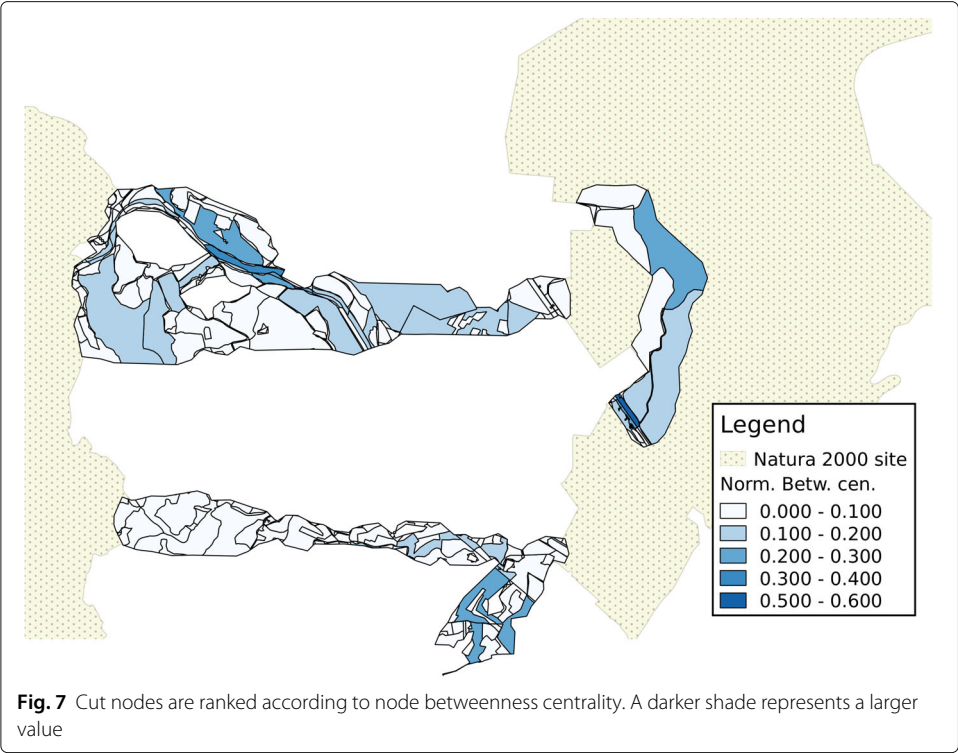 Legend
Natura 2000 site
Norm. Betw. cen.
0.000 - 0.100
0.100 - 0.200
0.200 - 0.300
0.300 - 0.400
0.500 - 0.600
Fig. 7 Cut nodes are ranked according to node betweenness centrality. A darker shade represents a larger
value